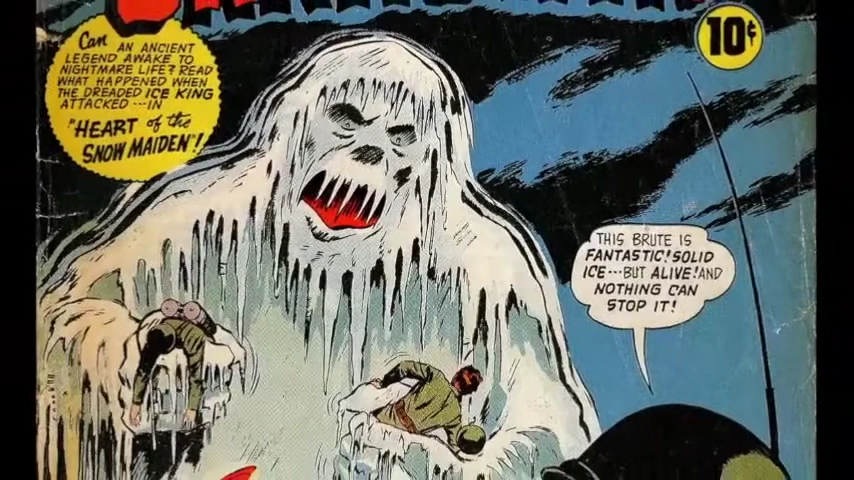 Can
AN ANCIENT
LEGEND AWAKE TO
NIGHTMARE LIFE? READ
WHAT HAPPENED WHEN
THE DREADED ICE KING
ATTACKED---IN
"HEART of the
SNOW MAIDEN"!
10¢
THIS BRUTE IS
FANTASTIC! SOLID
ICE---BUT ALIVE! AND
NOTHING CAN
STOP IT!